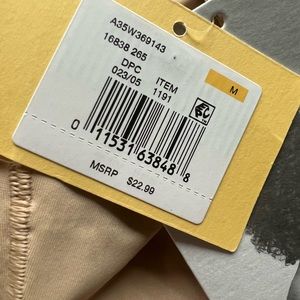 A35W369143
16838 265
DPC ITEM
023/05 1191
M
0 11531 63848 8
MSRP $22.99